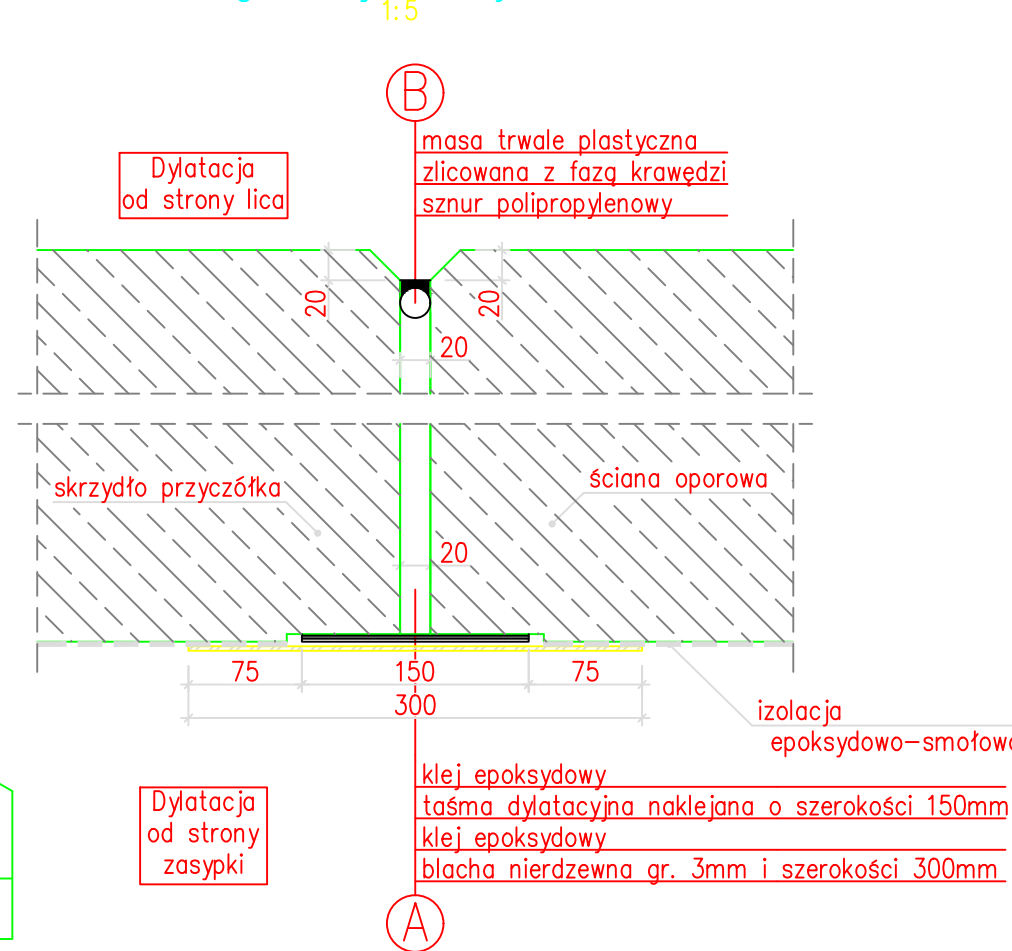 1:5
B
masa trwale plastyczna
zlicowana z fazą krawędzi
sznur polipropylenowy
Dylatacja
od strony lica
20
20
20
skrzydło przyczółka
ściana oporowa
20
75
150
75
300
izolacja
epoksydowo-smołowa
klej epoksydowy
taśma dylatacyjna naklejana o szerokości 150mm
klej epoksydowy
blacha nierdzewna gr. 3mm i szerokości 300mm
Dylatacja
od strony
zasypki
A